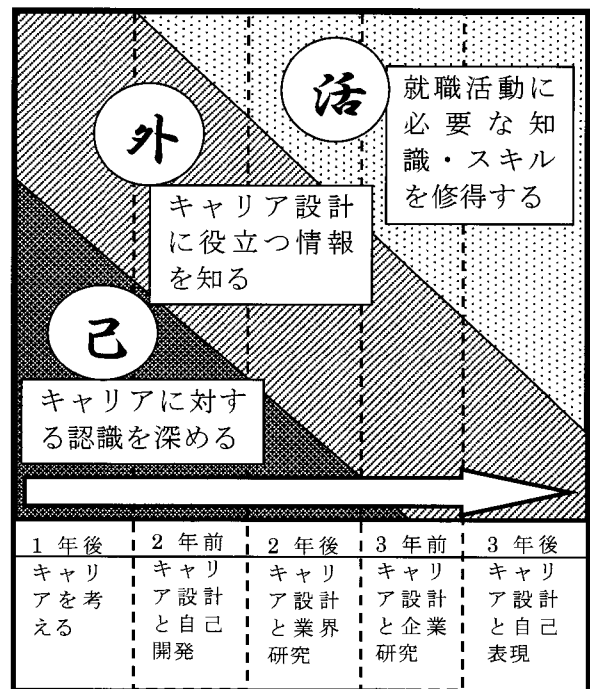 活
就職活動に
必要な知
識・スキル
を修得する
外
キャリア設計
に役立つ情報
を知る
己
キャリアに対す
る認識を深める
1 年後
キャリ
アを考
える
2 年前
キャリ
ア設計
と自己
開発
2 年後
キャリ
ア設計
と業界
研究
3 年前
キャリ
ア設計
と企業
研究
3 年後
キャリ
ア設計
と自己
表現